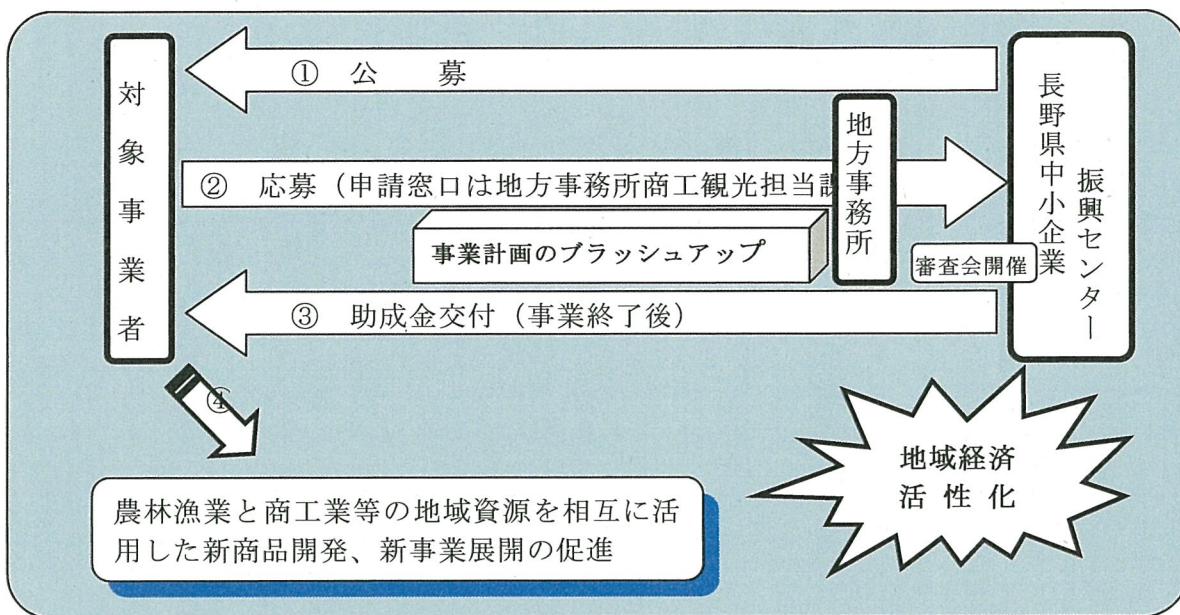 ① 公　　募
対象事業者
長野県中小企業
振興センター
地方事務所
② 応募（申請窓口は地方事務所商工観光担当課
事業計画のブラッシュアップ
審査会開催
③ 助成金交付（事業終了後）
④
地域経済
活 性 化
農林漁業と商工業等の地域資源を相互に活
用した新商品開発、新事業展開の促進